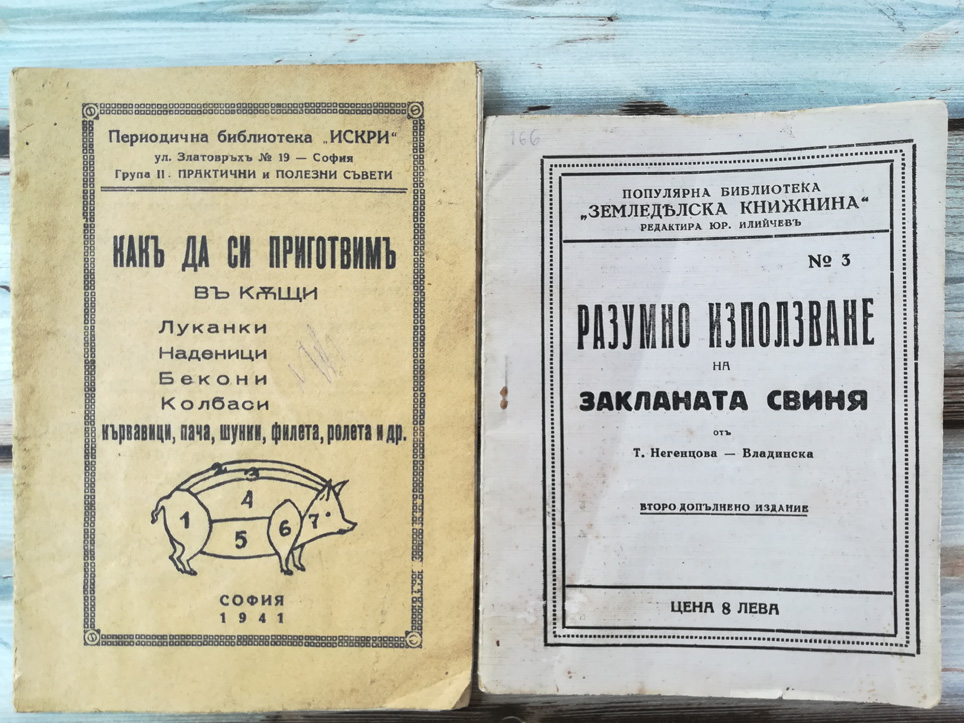 Периодична библиотека „ИСКРИ“
ул. Златовръхъ № 19 — София
Група II. ПРАКТИЧНИ и ПОЛЕЗНИ СЪВЕТИ
КАКЪ ДА СИ ПРИГОТВИМЪ
ВЪ КѪЩИ
Луканки
Наденици
Бекони
Колбаси
кървавици, пача, шунки, филета, ролета и др.
2
3
4
1
5
6
7
СОФИЯ
1941
166
ПОПУЛЯРНА БИБЛИОТЕКА
„ЗЕМЛЕДѢЛСКА КНИЖНИНА“
РЕДАКТИРА ЮР. ИЛИЙЧЕВЪ
№ 3
РАЗУМНО ИЗПОЛЗВАНЕ
НА
ЗАКЛАНАТА СВИНЯ
отъ
Т. Негенцова — Владинска
ВТОРО ДОПЪЛНЕНО ИЗДАНИЕ
ЦЕНА 8 ЛЕВА